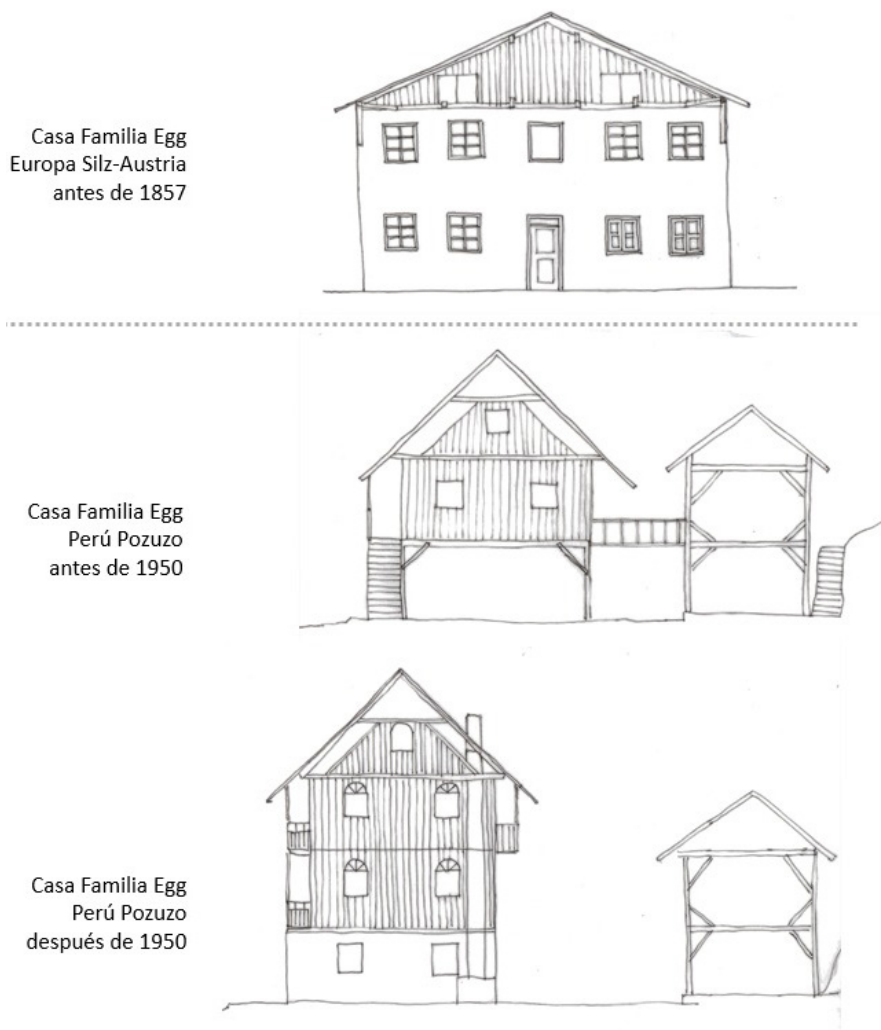 Casa Familia Egg
Europa Silz-Austria
antes de 1857
Casa Familia Egg
Perú Pozuzo
antes de 1950
Casa Familia Egg
Perú Pozuzo
después de 1950